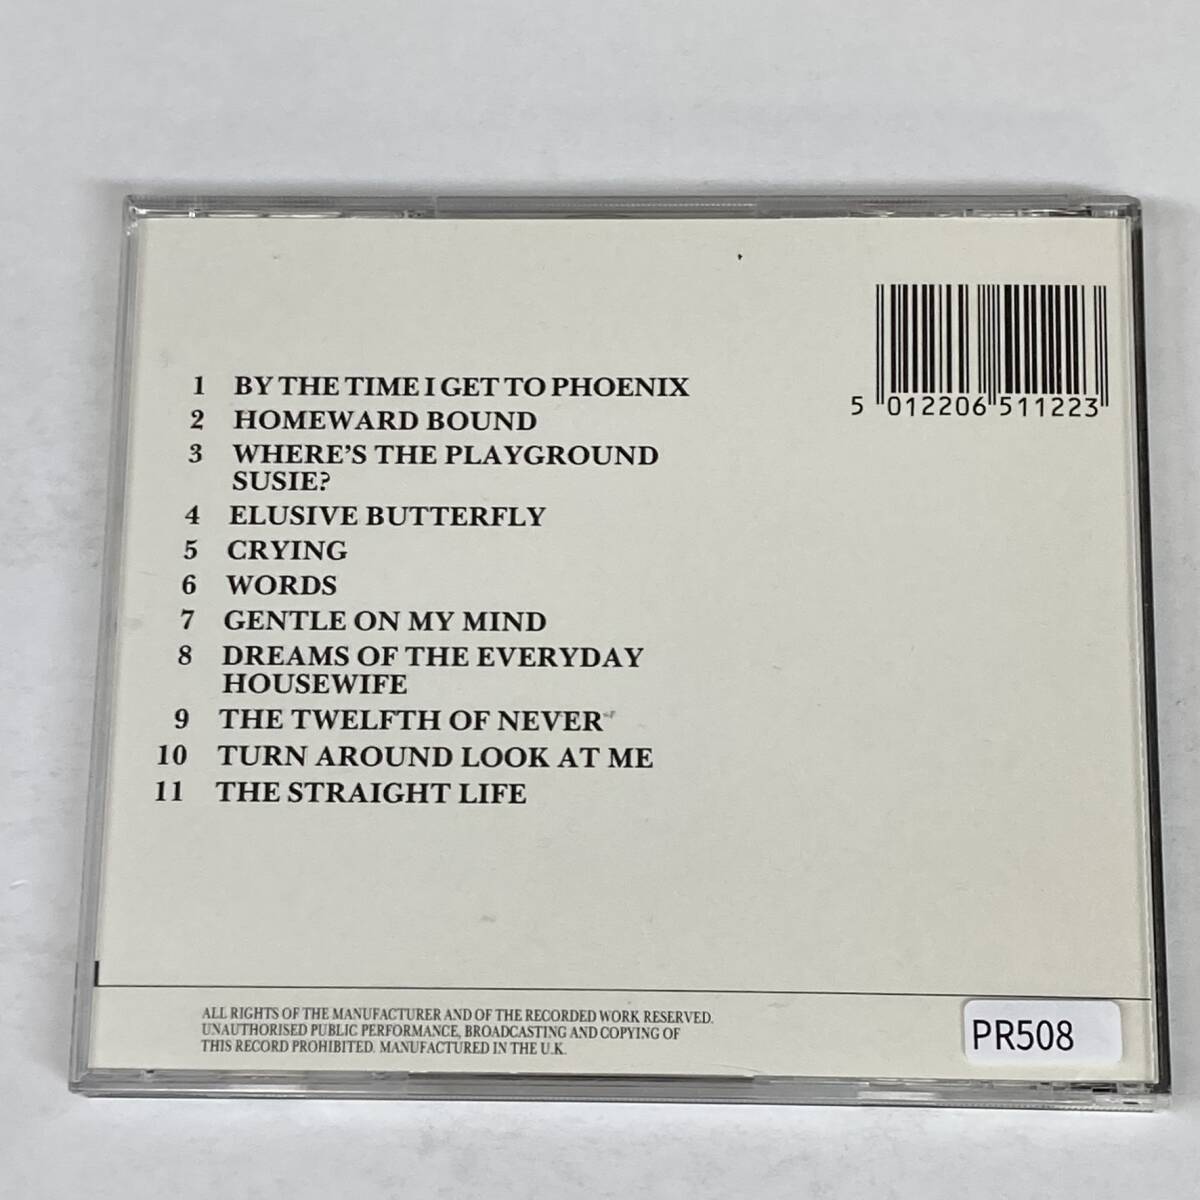 5 012206 511223
1 BY THE TIME I GET TO PHOENIX
2 HOMEWARD BOUND
3 WHERE'S THE PLAYGROUND
SUSIE?
4 ELUSIVE BUTTERFLY
5 CRYING
6 WORDS
7 GENTLE ON MY MIND
8 DREAMS OF THE EVERYDAY
HOUSEWIFE
9 THE TWELFTH OF NEVER
10 TURN AROUND LOOK AT ME
11 THE STRAIGHT LIFE
ALL RIGHTS OF THE MANUFACTURER AND OF THE RECORDED WORK RESERVED.
UNAUTHORISED PUBLIC PERFORMANCE, BROADCASTING AND COPYING OF
THIS RECORD PROHIBITED. MANUFACTURED IN THE U.K.
PR508